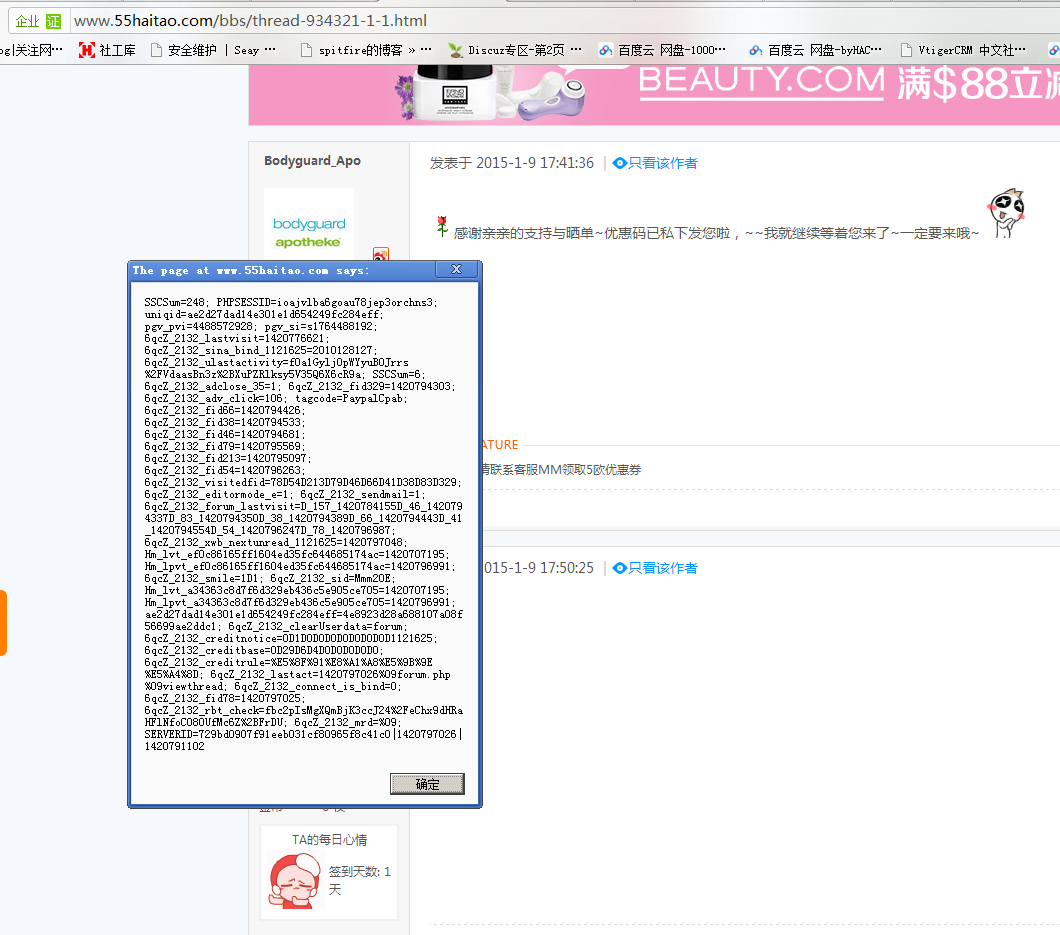 企业 证 www.55haitao.com/bbs/thread-934321-1-1.html
og|关注网… 社工库 安全维护 | Seay … spitfire的博客 » … Discuz专区-第2页 … 百度云 网盘-1000… 百度云 网盘-byHAC… VtigerCRM 中文社…
BEAUTY.COM 满$88立减
Bodyguard_Apo
发表于 2015-1-9 17:41:36 | 只看该作者
bodyguard
apotheke
感谢亲亲的支持与晒单~优惠码已私下发您啦，~~我就继续等着您来了~一定要来哦~
The page at www.55haitao.com says: X
SSCSum=248; PHPSESSID=ioajvlba6goau78jep3orchns3;
uniqid=ae2d27dad14e301e1d654249fc284eff;
pgv_pvi=4488572928; pgv_si=s1764488192;
6qcZ_2132_lastvisit=1420776621;
6qcZ_2132_sina_bind_1121625=2010128127;
6qcZ_2132_ulastactivity=f0a1GyljOpWYyuBOJrrs
%2FVdaasBn3z%2BXuPZRlksy5V35Q6X6cR9a; SSCSum=6;
6qcZ_2132_adclose_35=1; 6qcZ_2132_fid329=1420794303;
6qcZ_2132_adv_click=106; tagcode=PaypalCpab;
6qcZ_2132_fid66=1420794426;
6qcZ_2132_fid38=1420794533;
6qcZ_2132_fid46=1420794681;
6qcZ_2132_fid79=1420795569;
6qcZ_2132_fid213=1420795097;
6qcZ_2132_fid54=1420796263;
6qcZ_2132_visitedfid=78D54D213D79D46D66D41D38D83D329;
6qcZ_2132_editormode_e=1; 6qcZ_2132_sendmail=1;
6qcZ_2132_forum_lastvisit=D_157_1420784155D_46_142079
4337D_83_1420794350D_38_1420794389D_66_1420794443D_41
_1420794554D_54_1420796247D_78_1420796987;
6qcZ_2132_xwb_nextunread_1121625=1420797048;
Hm_lvt_ef0c86165ff1604ed35fc644685174ac=1420707195;
Hm_lpvt_ef0c86165ff1604ed35fc644685174ac=1420796991;
6qcZ_2132_smile=1D1; 6qcZ_2132_sid=Mmm2OE;
Hm_lvt_a34363c8d7f6d329eb436c5e905ce705=1420707195;
Hm_lpvt_a34363c8d7f6d329eb436c5e905ce705=1420796991;
ae2d27dad14e301e1d654249fc284eff=4e8923d28a688107a08f
56699ae2ddc1; 6qcZ_2132_clearUserdata=forum;
6qcZ_2132_creditnotice=0D1D0D0D0D0D0D0D0D1121625;
6qcZ_2132_creditbase=0D29D6D4D0D0D0D0D0;
6qcZ_2132_creditrule=%E5%8F%91%E8%A1%A8%E5%9B%9E
%E5%A4%8D; 6qcZ_2132_lastact=1420797026%09forum.php
%09viewthread; 6qcZ_2132_connect_is_bind=0;
6qcZ_2132_fid78=1420797025;
6qcZ_2132_rbt_check=fbc2pIsMgXQmBjK3ccJ24%2FeChx9dHRa
HFlNfoC080UfMc6Z%2BFrDU; 6qcZ_2132_mrd=%09;
SERVERID=729bd0907f91eeb031cf80965f8c41c0|1420797026|
1420791102
确定
ATURE
请联系客服MM领取5欧优惠券
015-1-9 17:50:25 | 只看该作者
TA的每日心情
签到天数: 1
天